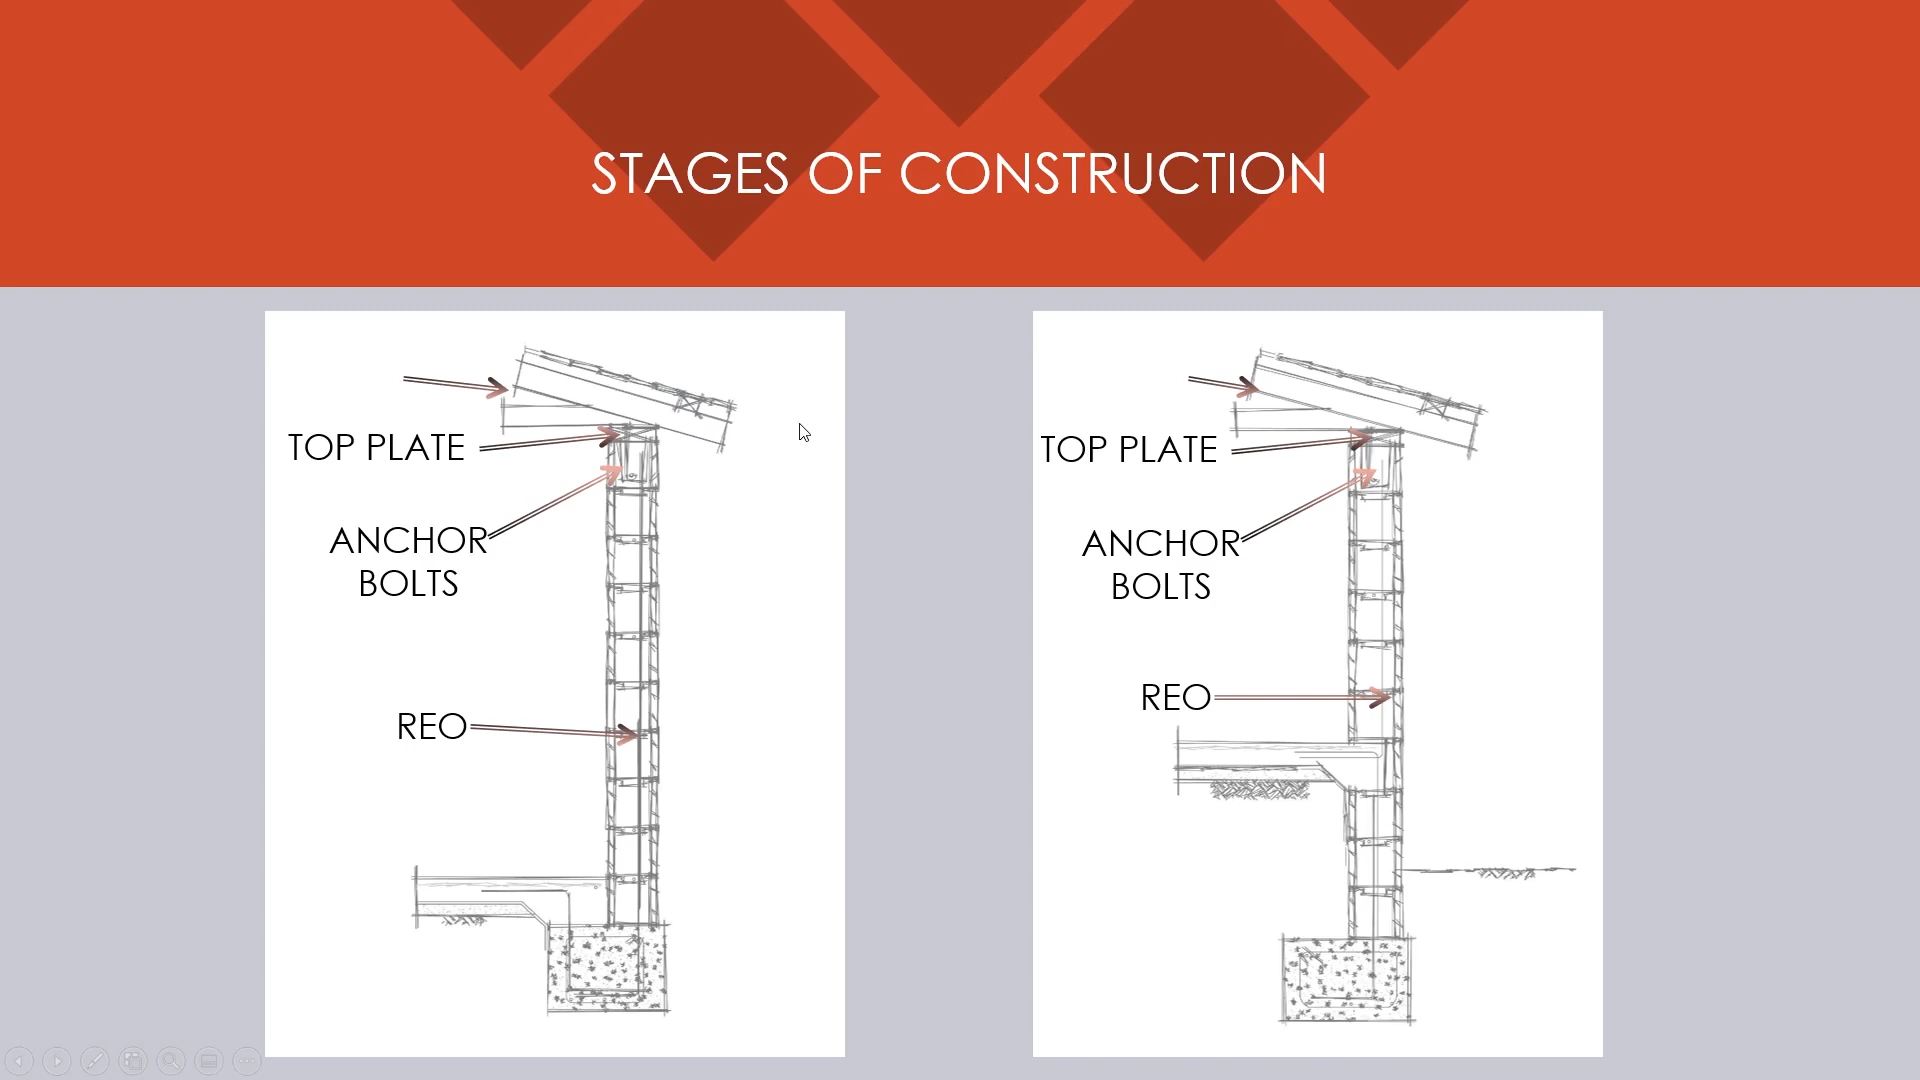 STAGES OF CONSTRUCTION
TOP PLATE
ANCHOR
BOLTS
REO
TOP PLATE
ANCHOR
BOLTS
REO